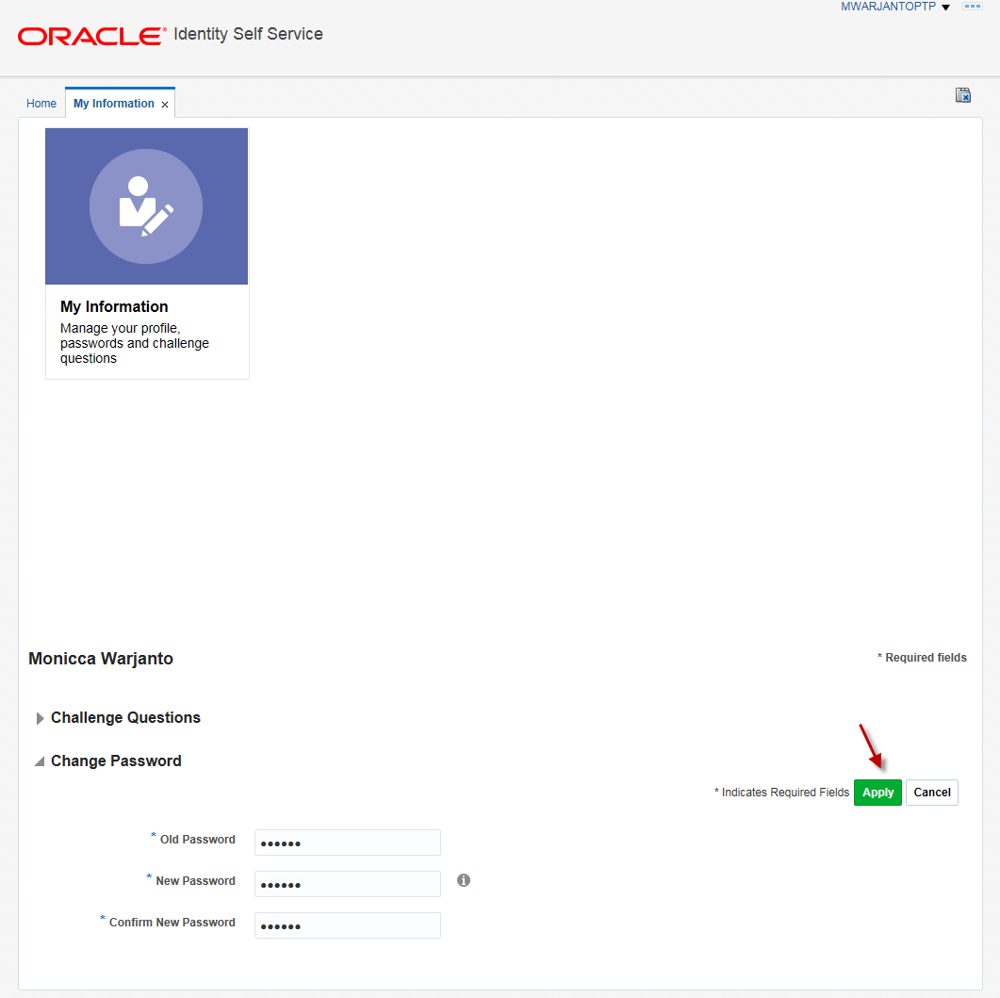 MWARJANTOPTP
ORACLE® Identity Self Service
Home
My Information
My Information
Manage your profile,
passwords and challenge
questions
Monicca Warjanto
* Required fields
Challenge Questions
Change Password
* Indicates Required Fields Apply Cancel
* Old Password ••••••
* New Password ••••••
* Confirm New Password ••••••